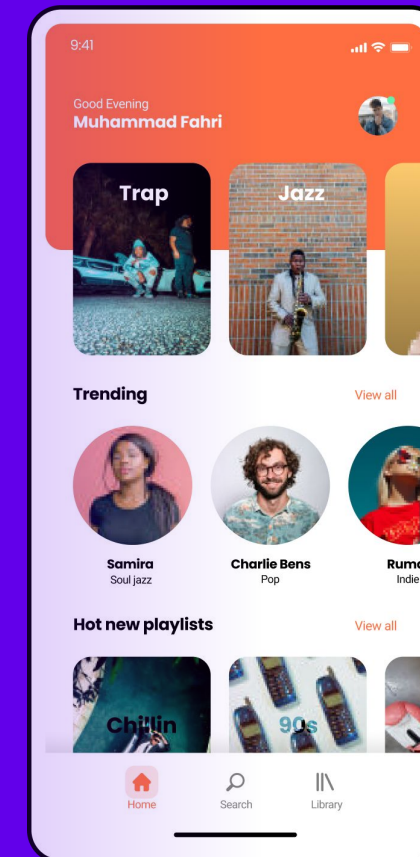 9:41
Good Evening
Muhammad Fahri
Trap
Jazz
Trending
View all
Samira
Charlie Bens
Soul jazz
Pop
Indie
Hot new playlists
View all
Chillin
90s
Home
Search
Library